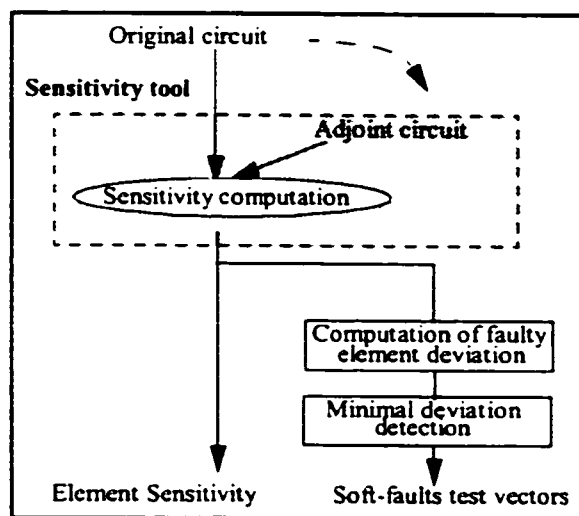 Original circuit
Sensitivity tool
Adjoint circuit
Sensitivity computation
Computation of faulty
element deviation
Minimal deviation
detection
Element Sensitivity
Soft-faults test vectors